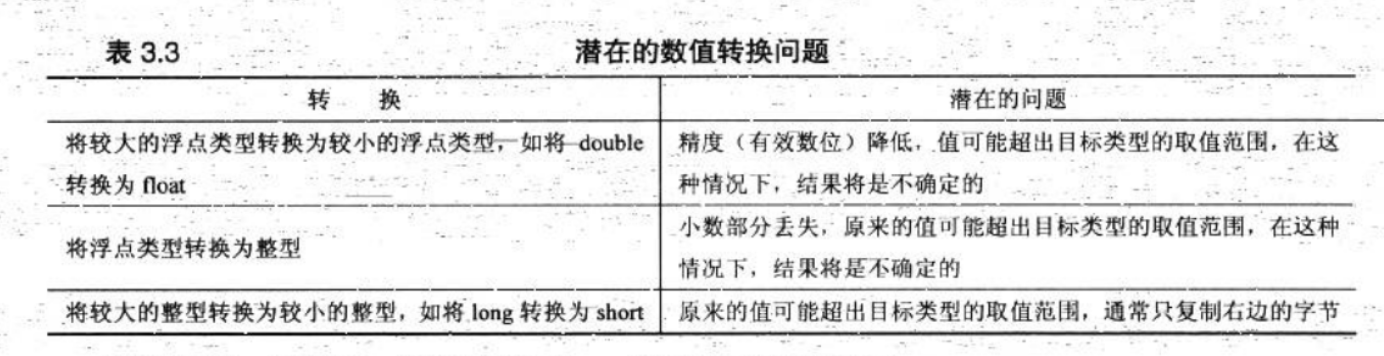 表 3.3 潜在的数值转换问题
转 换 潜在的问题
将较大的浮点类型转换为较小的浮点类型，如将 double
转换为 float
精度（有效数位）降低，值可能超出目标类型的取值范围，在这
种情况下，结果将是不确定的
将浮点类型转换为整型
小数部分丢失，原来的值可能超出目标类型的取值范围，在这种
情况下，结果将是不确定的
将较大的整型转换为较小的整型，如将 long 转换为 short
原来的值可能超出目标类型的取值范围，通常只复制右边的字节